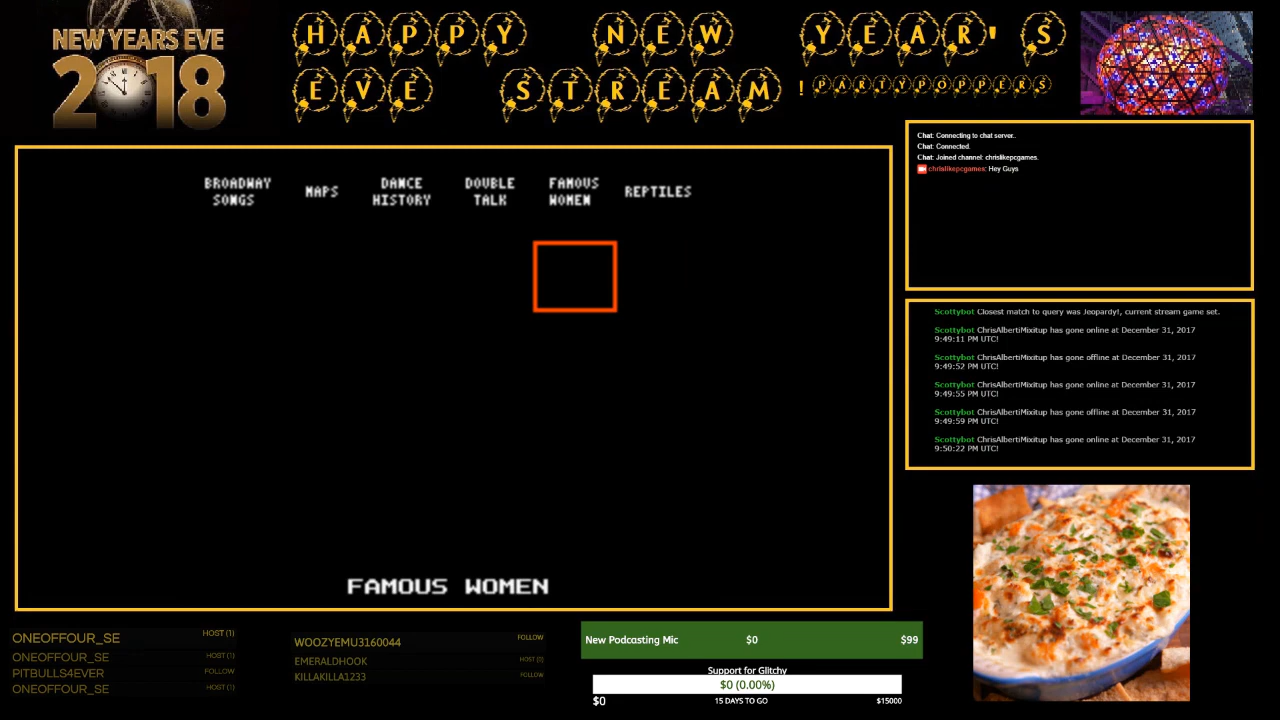 NEW YEARS EVE
2018
HAPPY NEW YEAR'S
EVE STREAM !PARTYPOPPERS
BROADWAY SONGS
MAPS
DANCE HISTORY
DOUBLE TALK
FAMOUS WOMEN
REPTILES
FAMOUS WOMEN
Chat: Connecting to chat server..
Chat: Connected.
Chat: Joined channel: chrislikepcgames.
chrislikepcgames: Hey Guys
Scottybot Closest match to query was Jeopardy!, current stream game set.
Scottybot ChrisAlbertiMixitup has gone online at December 31, 2017
9:49:11 PM UTC!
Scottybot ChrisAlbertiMixitup has gone offline at December 31, 2017
9:49:52 PM UTC!
Scottybot ChrisAlbertiMixitup has gone online at December 31, 2017
9:49:55 PM UTC!
Scottybot ChrisAlbertiMixitup has gone offline at December 31, 2017
9:49:59 PM UTC!
Scottybot ChrisAlbertiMixitup has gone online at December 31, 2017
9:50:22 PM UTC!
ONEOFFOUR_SE HOST (1)
ONEOFFOUR_SE HOST (1)
PITBULLS4EVER FOLLOW
ONEOFFOUR_SE HOST (1)
WOOZYEMU3160044 FOLLOW
EMERALDHOOK HOST (0)
KILLAKILLA1233 FOLLOW
New Podcasting Mic $0 $99
Support for Glitchy
$0 (0.00%)
$0 15 DAYS TO GO $15000